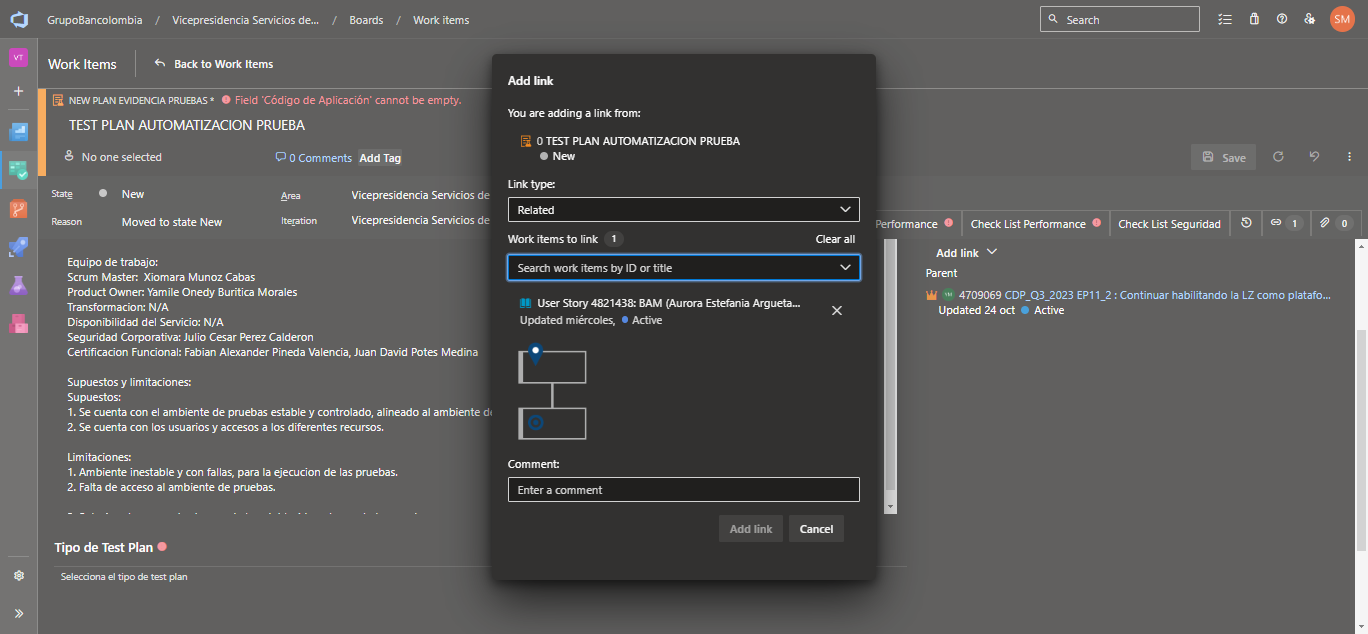 GrupoBancolombia / Vicepresidencia Servicios de... / Boards / Work items
Search
SM
VT
Work Items
Back to Work Items
NEW PLAN EVIDENCIA PRUEBAS * Field 'Código de Aplicación' cannot be empty.
TEST PLAN AUTOMATIZACION PRUEBA
No one selected
0 Comments
Add Tag
Save
State
New
Area
Vicepresidencia Servicios de
Reason
Moved to state New
Iteration
Vicepresidencia Servicios de
Performance
Check List Performance
Check List Seguridad
1
0
Equipo de trabajo:
Scrum Master: Xiomara Munoz Cabas
Product Owner: Yamile Onedy Buritica Morales
Transformacion: N/A
Disponibilidad del Servicio: N/A
Seguridad Corporativa: Julio Cesar Perez Calderon
Certificacion Funcional: Fabian Alexander Pineda Valencia, Juan David Potes Medina
Supuestos y limitaciones:
Supuestos:
1. Se cuenta con el ambiente de pruebas estable y controlado, alineado al ambiente de
2. Se cuenta con los usuarios y accesos a los diferentes recursos.
Limitaciones:
1. Ambiente inestable y con fallas, para la ejecucion de las pruebas.
2. Falta de acceso al ambiente de pruebas.
Tipo de Test Plan
Selecciona el tipo de test plan
Add link
You are adding a link from:
0 TEST PLAN AUTOMATIZACION PRUEBA
New
Link type:
Related
Work items to link 1
Clear all
Search work items by ID or title
User Story 4821438: BAM (Aurora Estefania Argueta...
Updated miércoles, Active
Comment:
Enter a comment
Add link
Cancel
Add link
Parent
4709069 CDP_Q3_2023 EP11_2 : Continuar habilitando la LZ como platafo...
Updated 24 oct Active